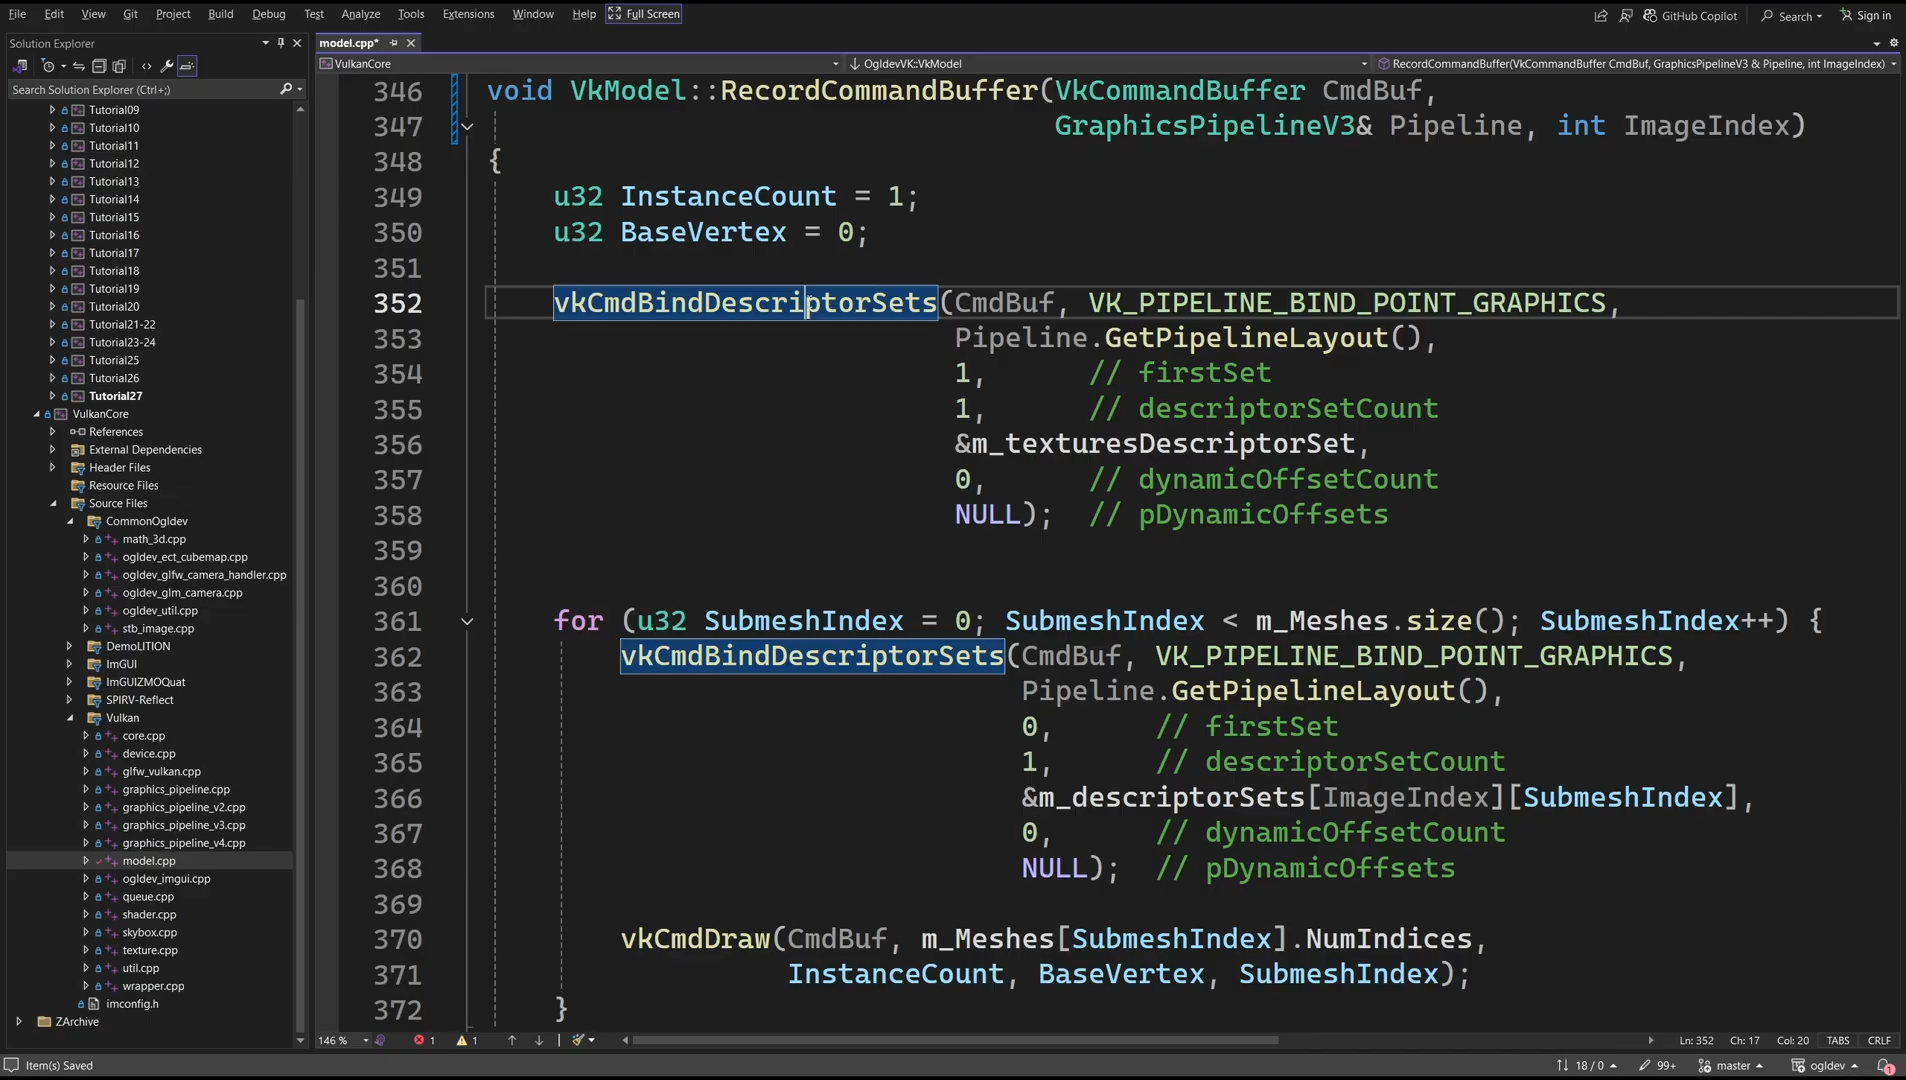 File Edit View Git Project Build Debug Test Analyze Tools Extensions Window Help Full Screen GitHub Copilot Search Sign in
Solution Explorer
model.cpp*
VulkanCore OgldevVK::VkModel RecordCommandBuffer(VkCommandBuffer CmdBuf, GraphicsPipelineV3 & Pipeline, int ImageIndex)
Search Solution Explorer (Ctrl+;)
Tutorial09
Tutorial10
Tutorial11
Tutorial12
Tutorial13
Tutorial14
Tutorial15
Tutorial16
Tutorial17
Tutorial18
Tutorial19
Tutorial20
Tutorial21-22
Tutorial23-24
Tutorial25
Tutorial26
Tutorial27
VulkanCore
References
External Dependencies
Header Files
Resource Files
Source Files
CommonOgldev
math_3d.cpp
ogldev_ect_cubemap.cpp
ogldev_glfw_camera_handler.cpp
ogldev_glm_camera.cpp
ogldev_util.cpp
stb_image.cpp
DemoLITION
ImGUI
ImGUIZMOQuat
SPIRV-Reflect
Vulkan
core.cpp
device.cpp
glfw_vulkan.cpp
graphics_pipeline.cpp
graphics_pipeline_v2.cpp
graphics_pipeline_v3.cpp
graphics_pipeline_v4.cpp
model.cpp
ogldev_imgui.cpp
queue.cpp
shader.cpp
skybox.cpp
texture.cpp
util.cpp
wrapper.cpp
imconfig.h
ZArchive
346 void VkModel::RecordCommandBuffer(VkCommandBuffer CmdBuf,
347 GraphicsPipelineV3& Pipeline, int ImageIndex)
348 {
349 u32 InstanceCount = 1;
350 u32 BaseVertex = 0;
351
352 vkCmdBindDescriptorSets(CmdBuf, VK_PIPELINE_BIND_POINT_GRAPHICS,
353 Pipeline.GetPipelineLayout(),
354 1, // firstSet
355 1, // descriptorSetCount
356 &m_texturesDescriptorSet,
357 0, // dynamicOffsetCount
358 NULL); // pDynamicOffsets
359
360
361 for (u32 SubmeshIndex = 0; SubmeshIndex < m_Meshes.size(); SubmeshIndex++) {
362 vkCmdBindDescriptorSets(CmdBuf, VK_PIPELINE_BIND_POINT_GRAPHICS,
363 Pipeline.GetPipelineLayout(),
364 0, // firstSet
365 1, // descriptorSetCount
366 &m_descriptorSets[ImageIndex][SubmeshIndex],
367 0, // dynamicOffsetCount
368 NULL); // pDynamicOffsets
369
370 vkCmdDraw(CmdBuf, m_Meshes[SubmeshIndex].NumIndices,
371 InstanceCount, BaseVertex, SubmeshIndex);
372 }
146 % 1 1 Ln: 352 Ch: 17 Col: 20 TABS CRLF
Item(s) Saved 18 / 0 99+ master ogldev 1